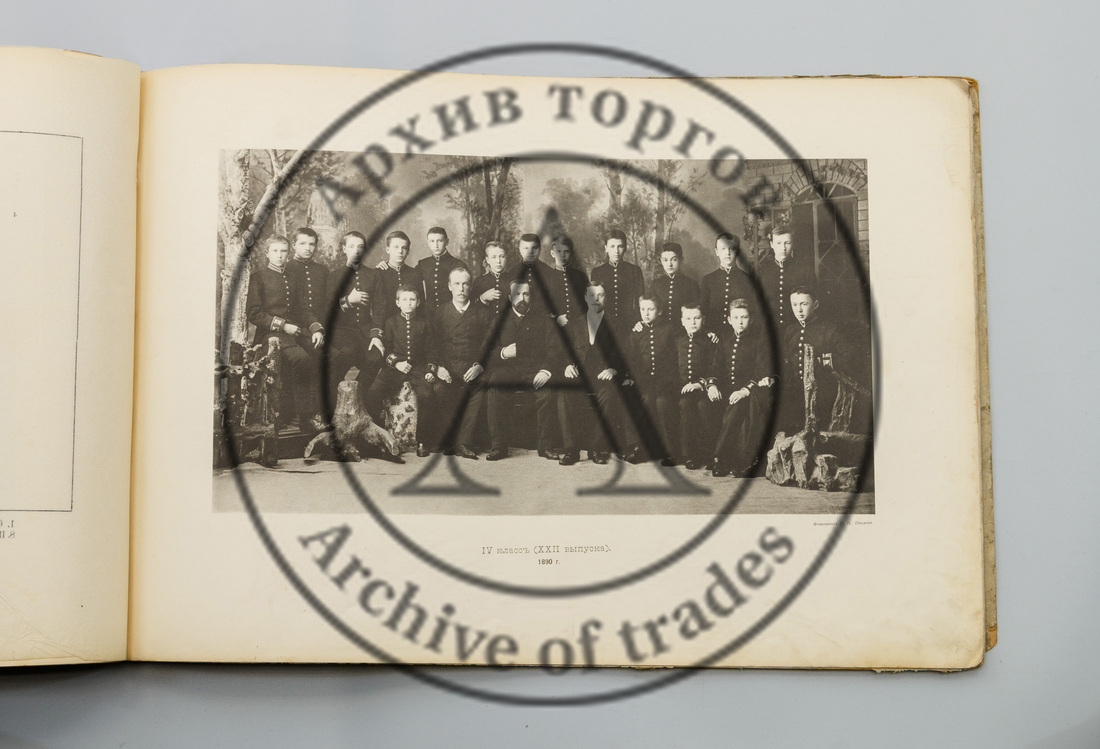 Архив торгов
IV классъ (XXII выпуска).
1890 г.
Archive of trades